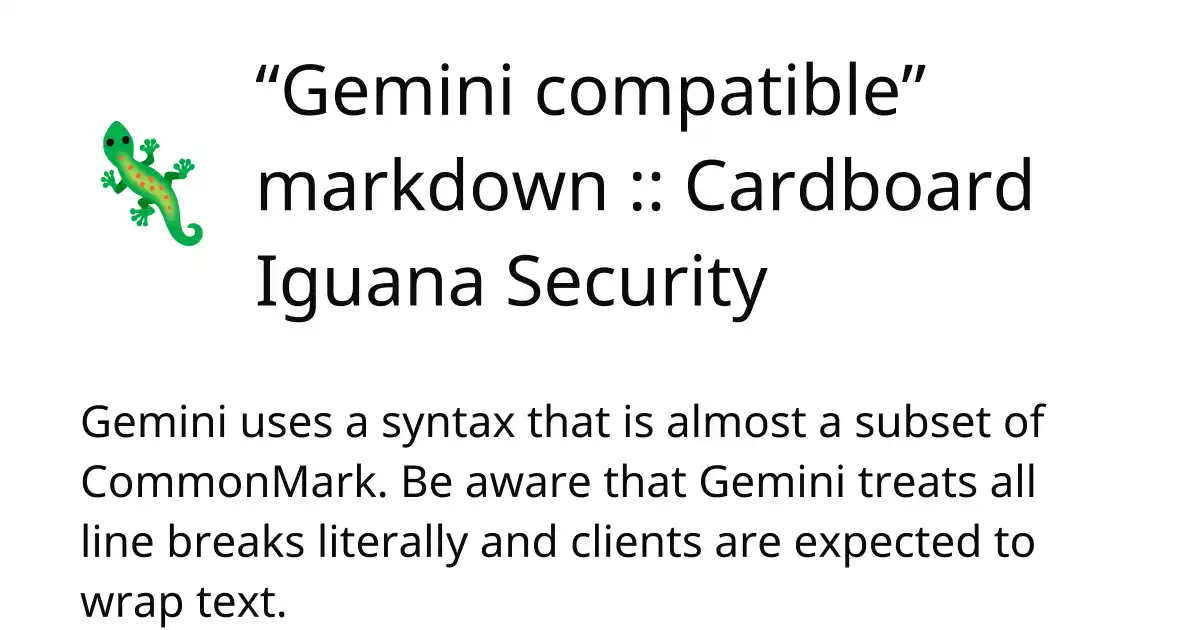 “Gemini compatible”
markdown :: Cardboard
Iguana Security
Gemini uses a syntax that is almost a subset of
CommonMark. Be aware that Gemini treats all
line breaks literally and clients are expected to
wrap text.